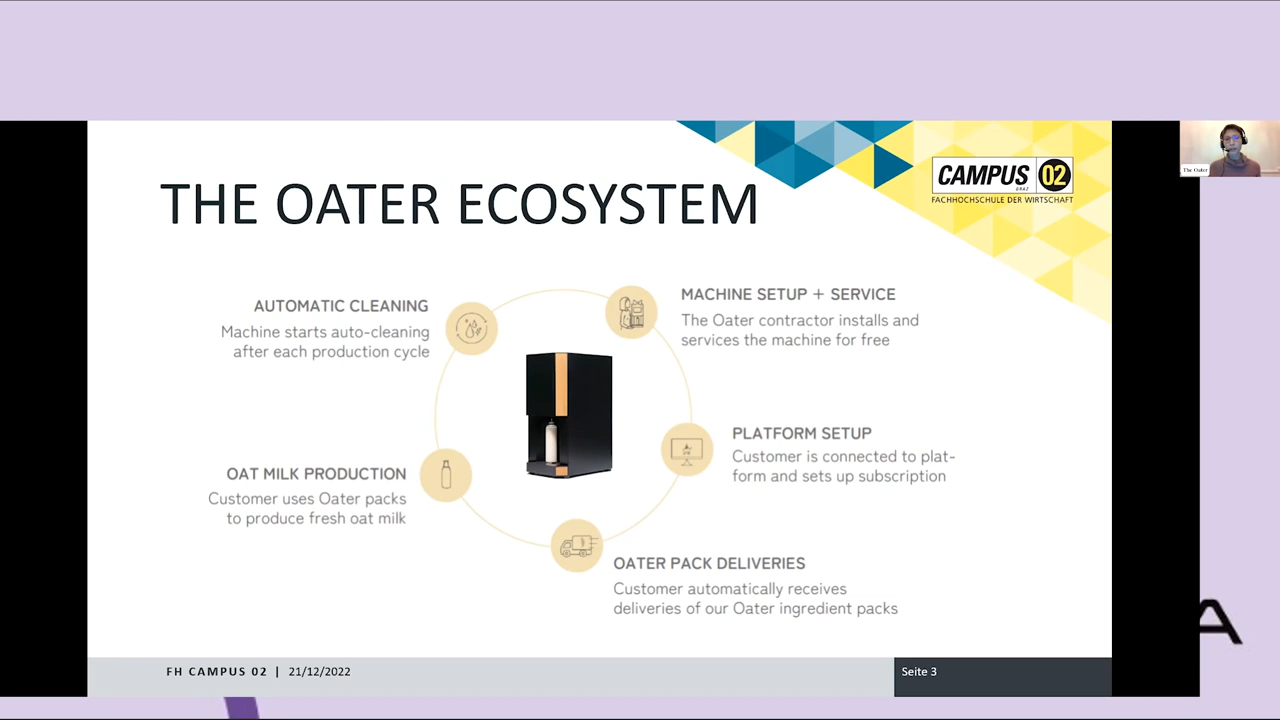 THE OATER ECOSYSTEM
CAMPUS 02
GRAZ
FACHHOCHSCHULE DER WIRTSCHAFT
The Oater
AUTOMATIC CLEANING
Machine starts auto-cleaning
after each production cycle
MACHINE SETUP + SERVICE
The Oater contractor installs and
services the machine for free
PLATFORM SETUP
Customer is connected to plat-
form and sets up subscription
OAT MILK PRODUCTION
Customer uses Oater packs
to produce fresh oat milk
OATER PACK DELIVERIES
Customer automatically receives
deliveries of our Oater ingredient packs
A
FH CAMPUS 02 | 21/12/2022
Seite 3